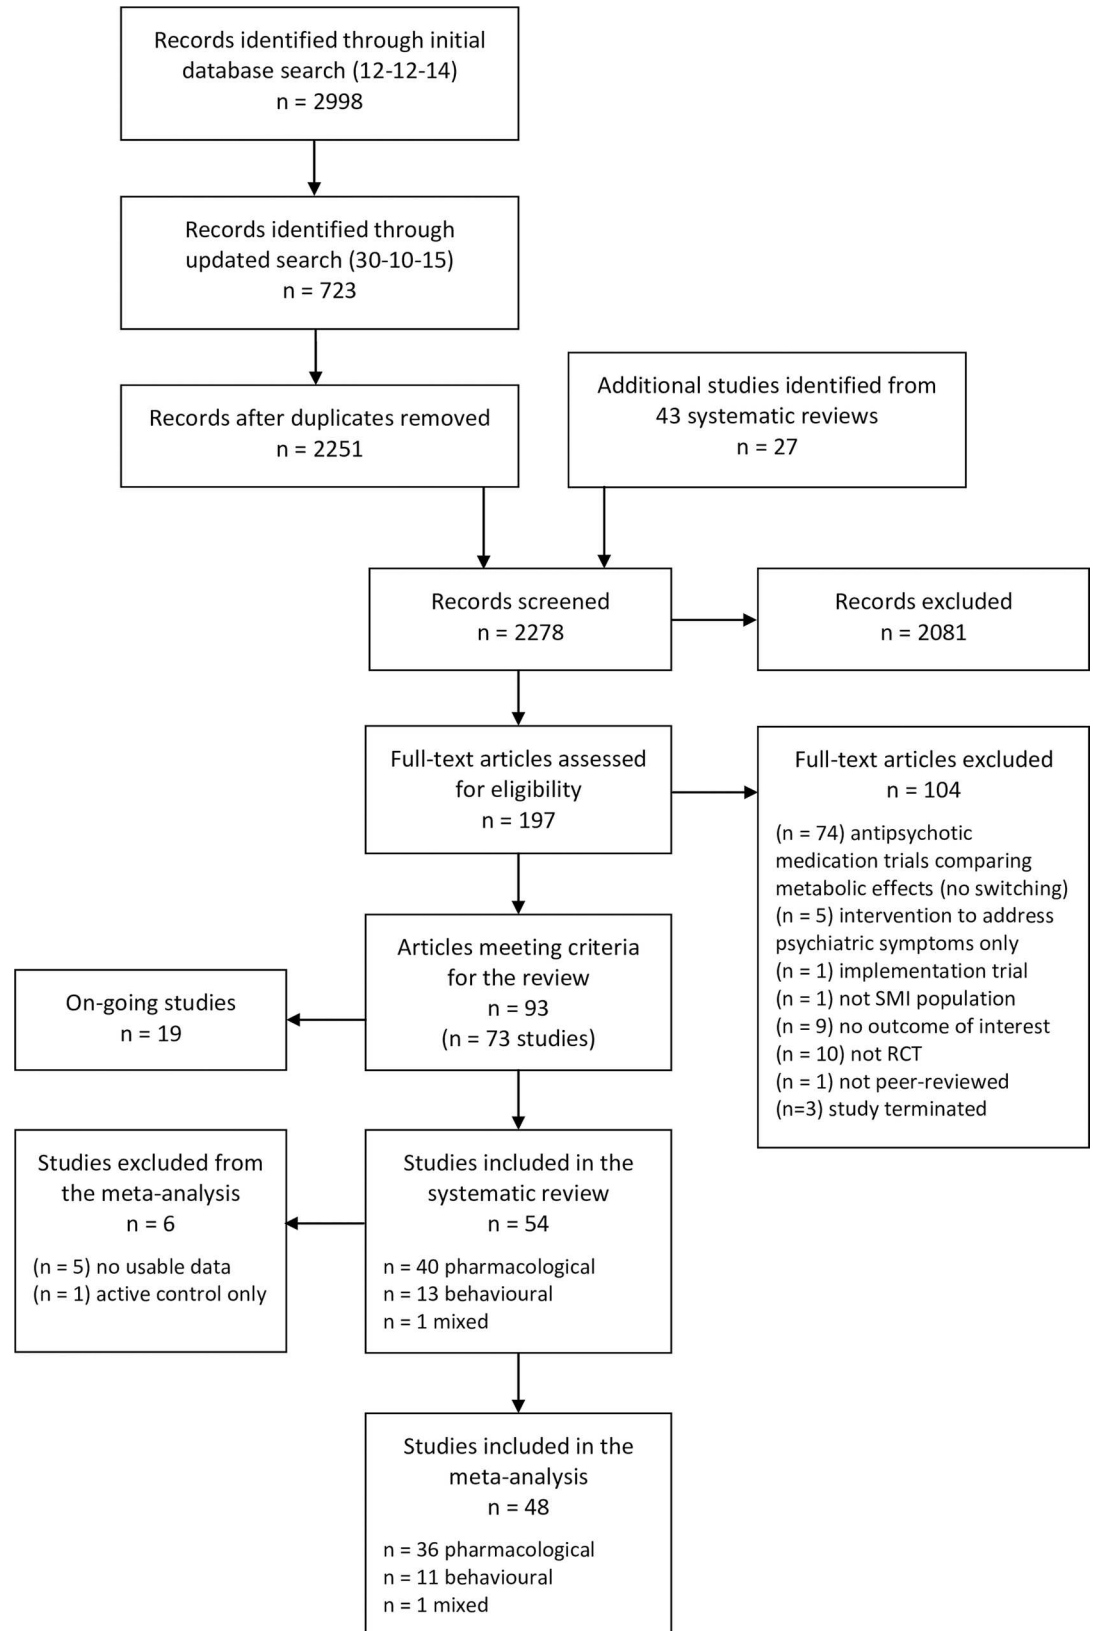 Records identified through initial
database search (12-12-14)
n = 2998
Records identified through
updated search (30-10-15)
n = 723
Records after duplicates removed
n = 2251
Additional studies identified from
43 systematic reviews
n = 27
Records screened
n = 2278
Records excluded
n = 2081
Full-text articles assessed
for eligibility
n = 197
Full-text articles excluded
n = 104
(n = 74) antipsychotic
medication trials comparing
metabolic effects (no switching)
(n = 5) intervention to address
psychiatric symptoms only
(n = 1) implementation trial
(n = 1) not SMI population
(n = 9) no outcome of interest
(n = 10) not RCT
(n = 1) not peer-reviewed
(n=3) study terminated
Articles meeting criteria
for the review
n = 93
(n = 73 studies)
On-going studies
n = 19
Studies included in the
systematic review
n = 54
n = 40 pharmacological
n = 13 behavioural
n = 1 mixed
Studies excluded from
the meta-analysis
n = 6
(n = 5) no usable data
(n = 1) active control only
Studies included in the
meta-analysis
n = 48
n = 36 pharmacological
n = 11 behavioural
n = 1 mixed